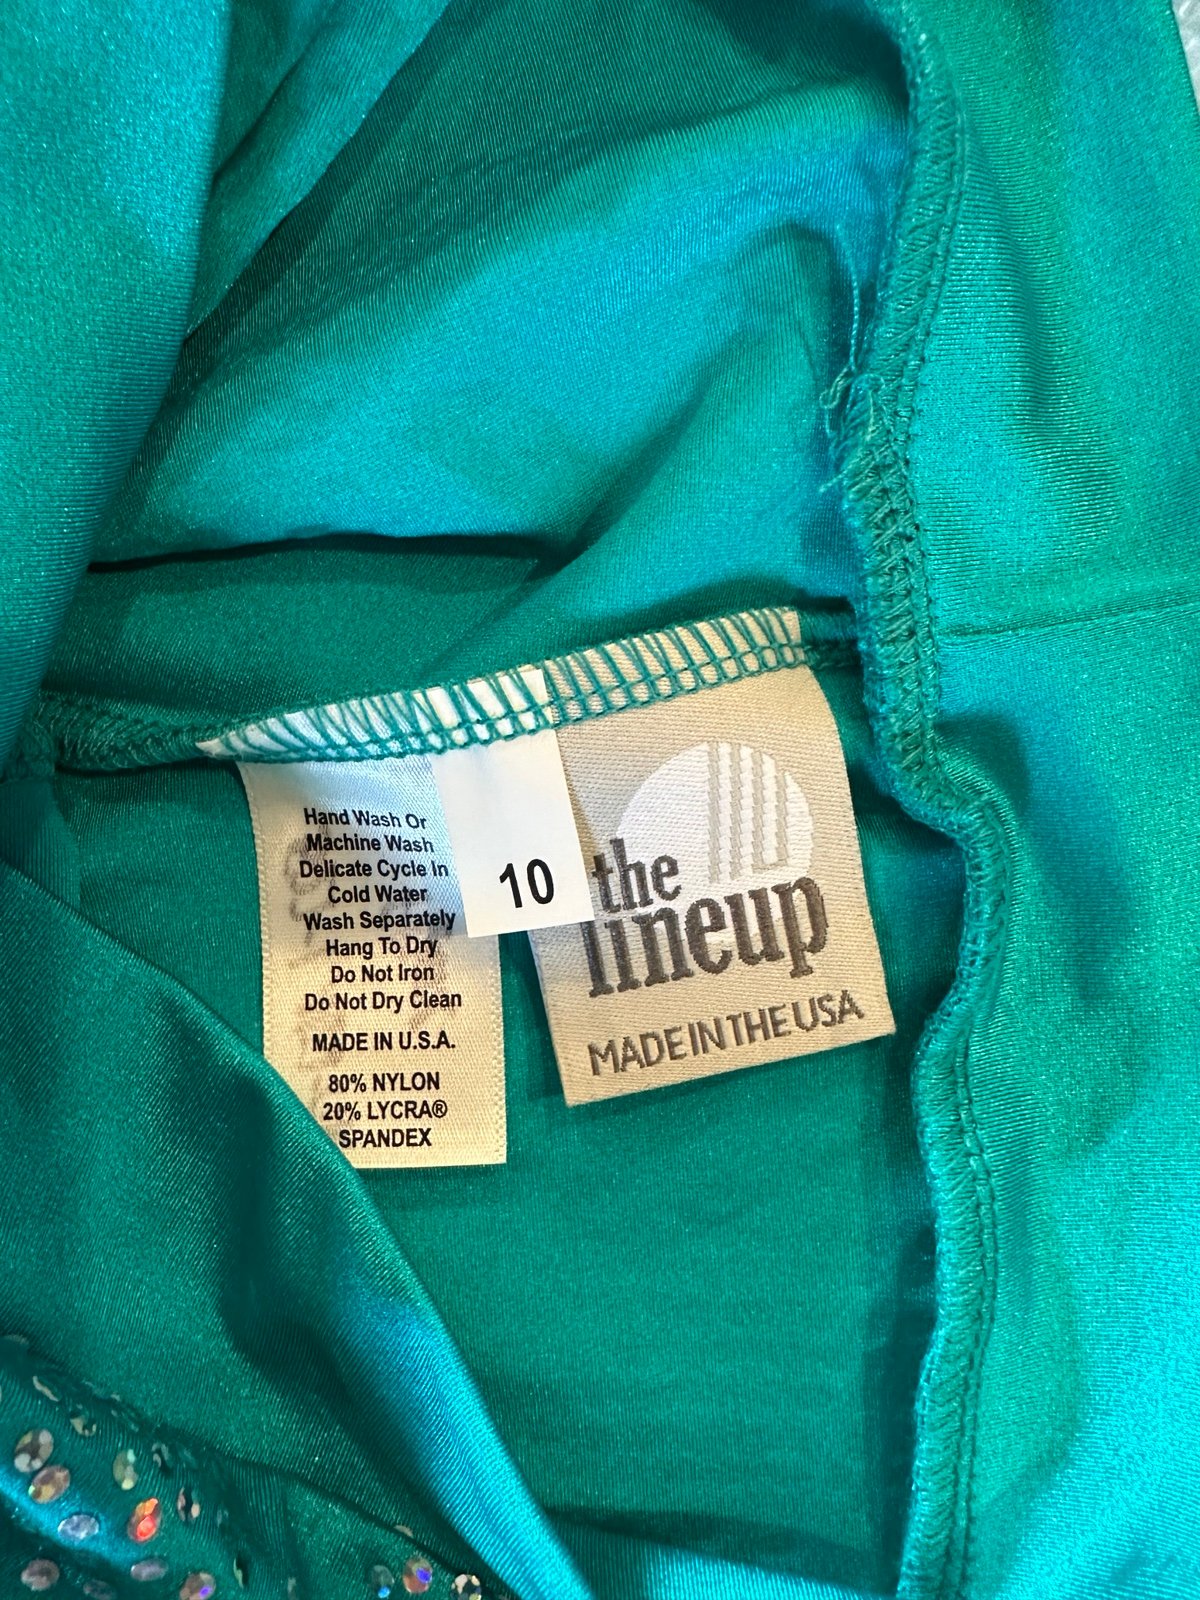 Hand Wash Or
Machine Wash
Delicate Cycle In
Cold Water
Wash Separately
Hang To Dry
Do Not Iron
Do Not Dry Clean
MADE IN U.S.A.
80% NYLON
20% LYCRA®
SPANDEX
10
the
lineup
MADE IN THE USA